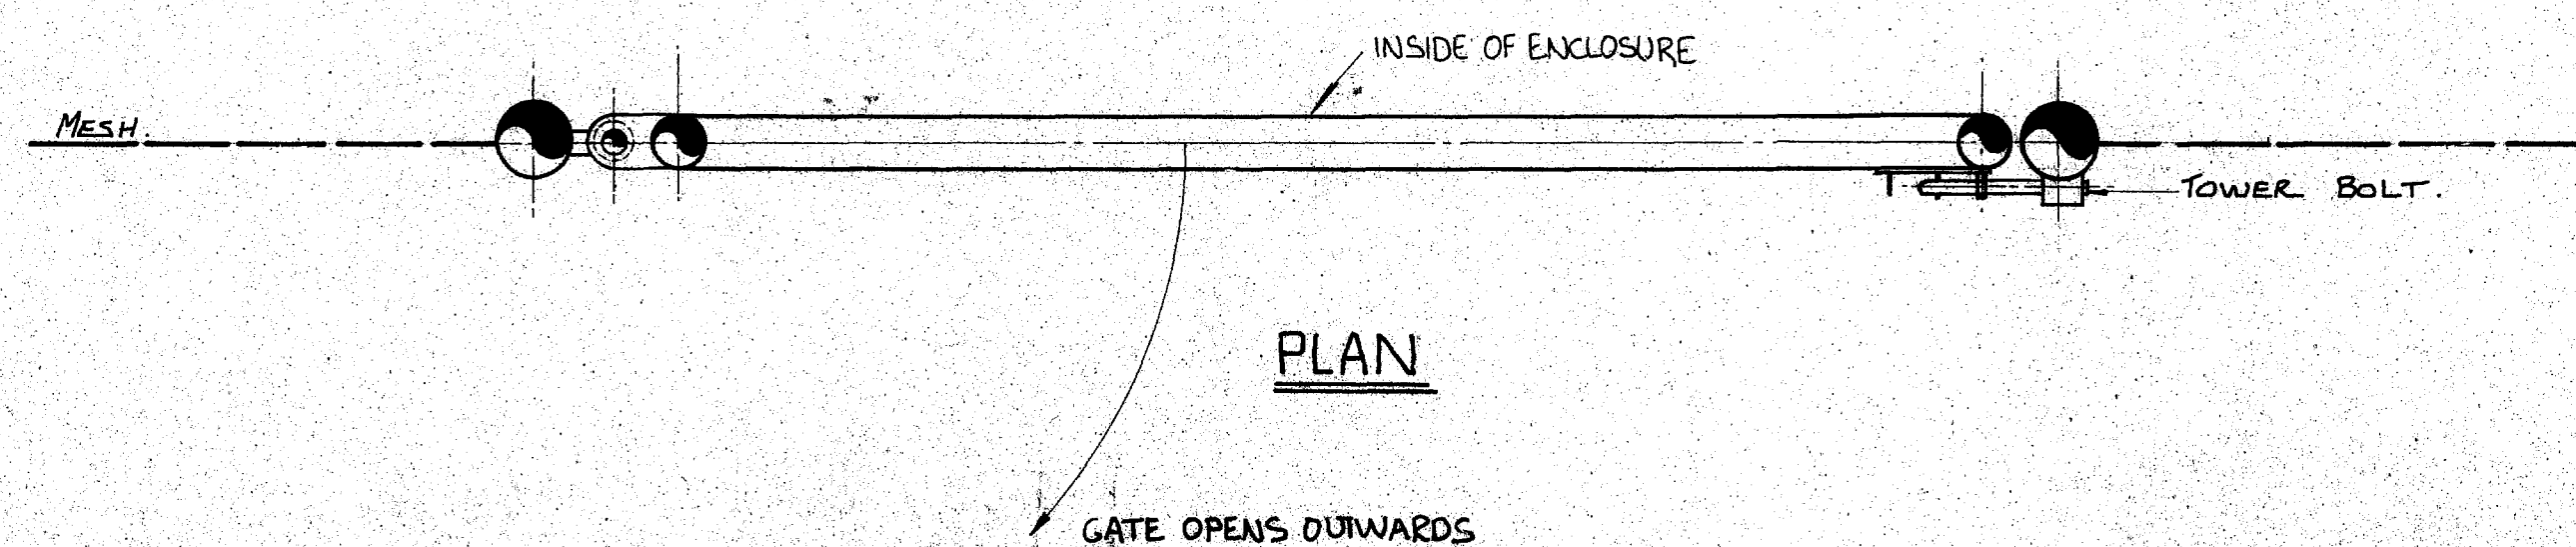 INSIDE OF ENCLOSURE
MESH.
TOWER BOLT.
PLAN
GATE OPENS OUTWARDS